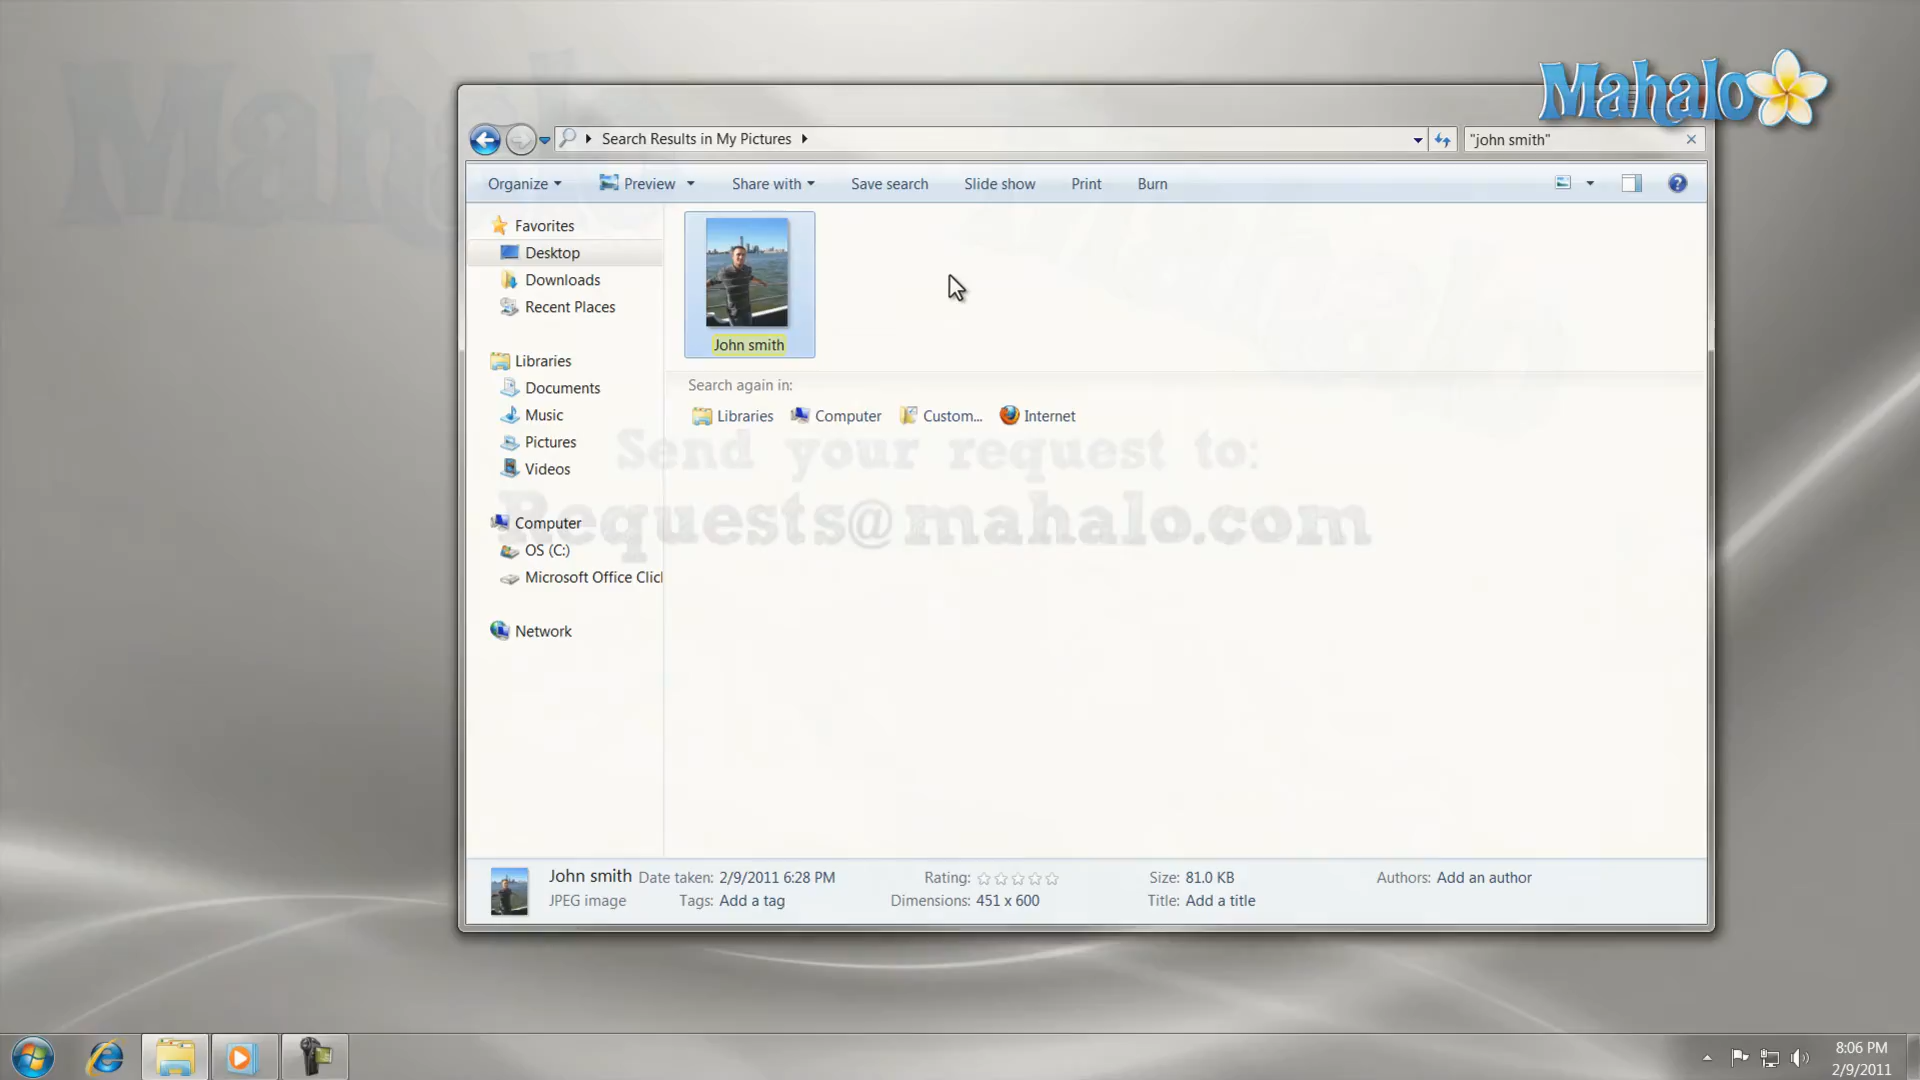 Mahalo
Mahalo
Search Results in My Pictures
"john smith"
Organize
Preview
Share with
Save search
Slide show
Print
Burn
Favorites
Desktop
Downloads
Recent Places
Libraries
Documents
Music
Pictures
Videos
Computer
OS (C:)
Microsoft Office Clic
Network
John smith
Search again in:
Libraries
Computer
Custom...
Internet
Send your request to:
Requests@mahalo.com
John smith
JPEG image
Date taken: 2/9/2011 6:28 PM
Tags: Add a tag
Rating:
Dimensions: 451 x 600
Size: 81.0 KB
Title: Add a title
Authors: Add an author
8:06 PM
2/9/2011